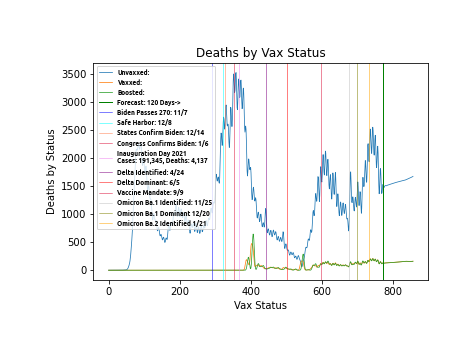 Deaths by Vax Status
3500
3000
2500
2000
1500
1000
500
0
Deaths by Status
Unvaxxed:
Vaxxed:
Boosted:
Forecast: 120 Days->
Biden Passes 270: 11/7
Safe Harbor: 12/8
States Confirm Biden: 12/14
Congress Confirms Biden: 1/6
Inauguration Day 2021
Cases: 191,345, Deaths: 4,137
Delta Identified: 4/24
Delta Dominant: 6/5
Vaccine Mandate: 9/9
Omicron Ba.1 Identified: 11/25
Omicron Ba.1 Dominant 12/20
Omicron Ba.2 Identified 1/21
0 200 400 600 800
Vax Status